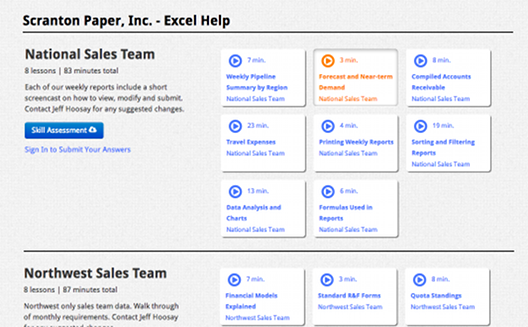 Scranton Paper, Inc. - Excel Help
National Sales Team
8 lessons | 83 minutes total
Each of our weekly reports include a short
screencast on how to view, modify and submit.
Contact Jeff Hoosay for any suggested changes.
Skill Assessment
Sign In to Submit Your Answers
7 min.
Weekly Pipeline
Summary by Region
National Sales Team
3 min.
Forecast and Near-term
Demand
National Sales Team
8 min.
Compiled Accounts
Receivable
National Sales Team
23 min.
Travel Expenses
National Sales Team
4 min.
Printing Weekly Reports
National Sales Team
19 min.
Sorting and Filtering
Reports
National Sales Team
13 min.
Data Analysis and
Charts
National Sales Team
6 min.
Formulas Used in
Reports
National Sales Team
Northwest Sales Team
8 lessons | 87 minutes total
Northwest only sales team data. Walk through
of monthly requirements. Contact Jeff Hoosay
for any suggested changes.
7 min.
Financial Models
Explained
Northwest Sales Team
3 min.
Standard R&F Forms
Northwest Sales Team
8 min.
Quota Standings
Northwest Sales Team